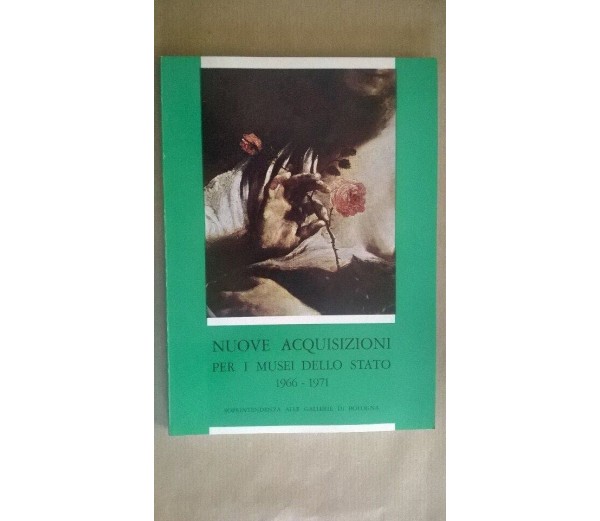 NUOVE ACQUISIZIONI
PER I MUSEI DELLO STATO
1966 - 1971
SOPRINTENDENZA ALLE GALLERIE DI BOLOGNA